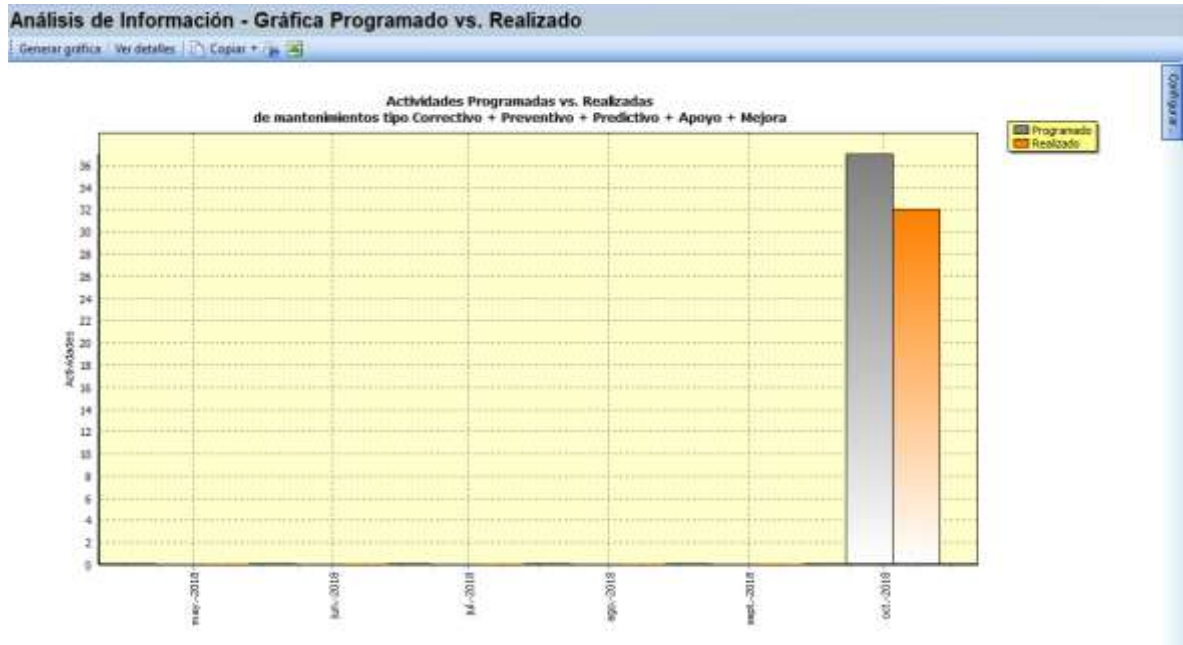 Análisis de Información - Gráfica Programado vs. Realizado
Generar gráfica Ver detalles Copiar
Configurar
Actividades Programadas vs. Realizadas
de mantenimientos tipo Correctivo + Preventivo + Predictivo + Apoyo + Mejora
Programado
Realizado
Actividades
36
34
32
30
28
26
24
22
20
18
16
14
12
10
8
6
4
2
0
may.-2018
jun.-2018
jul.-2018
ago.-2018
sept.-2018
oct.-2018